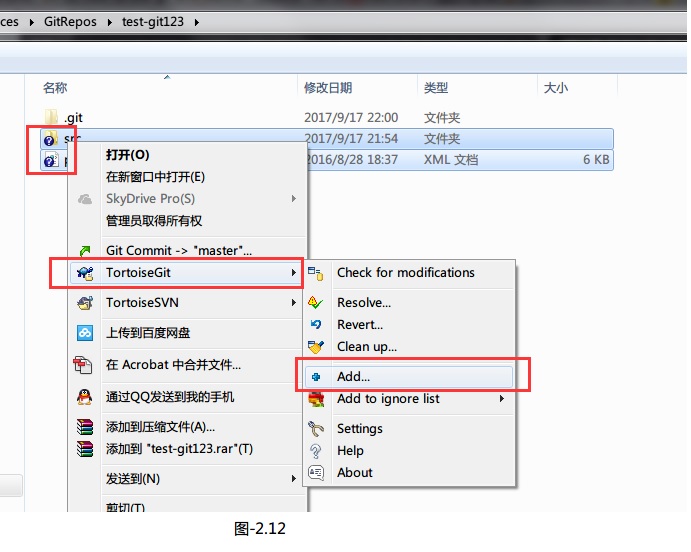 ces ▸ GitRepos ▸ test-git123 ▸
名称 修改日期 类型 大小
.git 2017/9/17 22:00 文件夹
src 2017/9/17 21:54 文件夹
p 2016/8/28 18:37 XML 文档 6 KB
打开(O)
在新窗口中打开(E)
SkyDrive Pro(S)
管理员取得所有权
Git Commit -> "master"...
TortoiseGit
TortoiseSVN
上传到百度网盘
在 Acrobat 中合并文件...
通过QQ发送到我的手机
添加到压缩文件(A)...
添加到 "test-git123.rar"(T)
发送到(N)
剪切(T)
Check for modifications
Resolve...
Revert...
Clean up...
Add...
Add to ignore list
Settings
Help
About
图-2.12